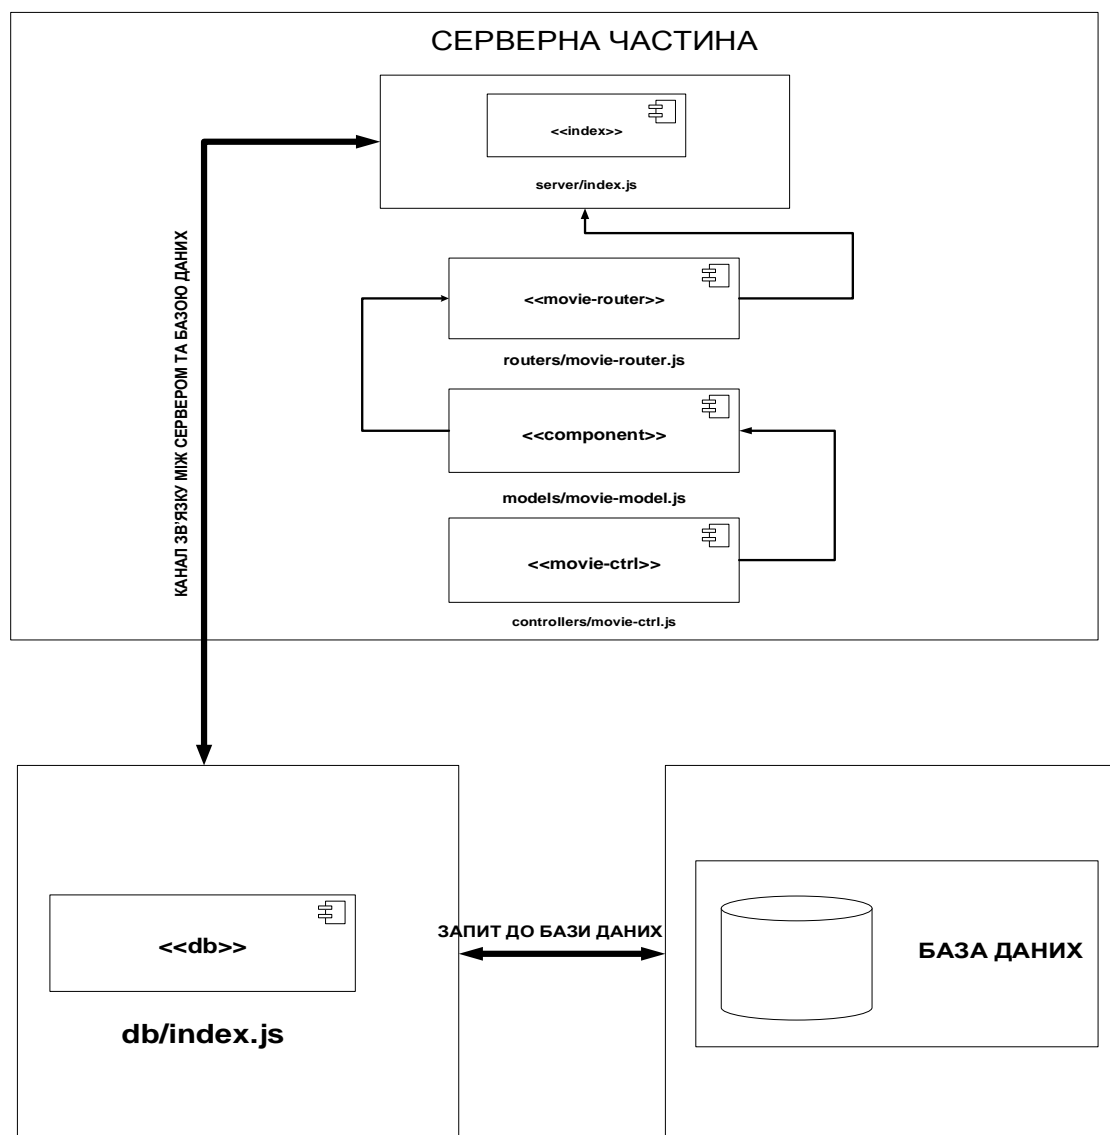 СЕРВЕРНА ЧАСТИНА
<<index>>
server/index.js
КАНАЛ ЗВ'ЯЗКУ МІЖ СЕРВЕРОМ ТА БАЗОЮ ДАНИХ
<<movie-router>>
routers/movie-router.js
<<component>>
models/movie-model.js
<<movie-ctrl>>
controllers/movie-ctrl.js
<<db>>
db/index.js
ЗАПИТ ДО БАЗИ ДАНИХ
БАЗА ДАНИХ